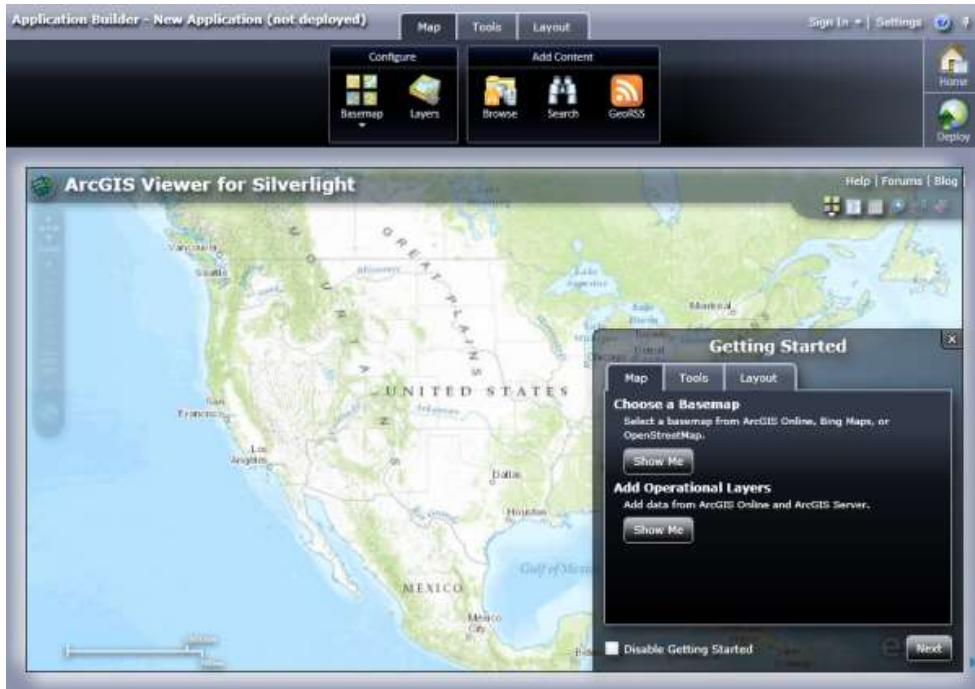 Application Builder - New Application (not deployed)
Map
Tools
Layout
Sign In
Settings
Configure
Add Content
Basemap
Layers
Browse
Search
GeoRSS
Home
Deploy
ArcGIS Viewer for Silverlight
Help | Forums | Blog
Vancouver
Seattle
GREAT PLAINS
Missouri
Lake Superior
Montreal
UNITED STATES
San Francisco
Arkansas
Los Angeles
Dallas
Houston
MEXICO
Gulf of Mexico
Mexico City
Getting Started
Map
Tools
Layout
Choose a Basemap
Select a basemap from ArcGIS Online, Bing Maps, or
OpenStreetMap.
Show Me
Add Operational Layers
Add data from ArcGIS Online and ArcGIS Server.
Show Me
Disable Getting Started
Next